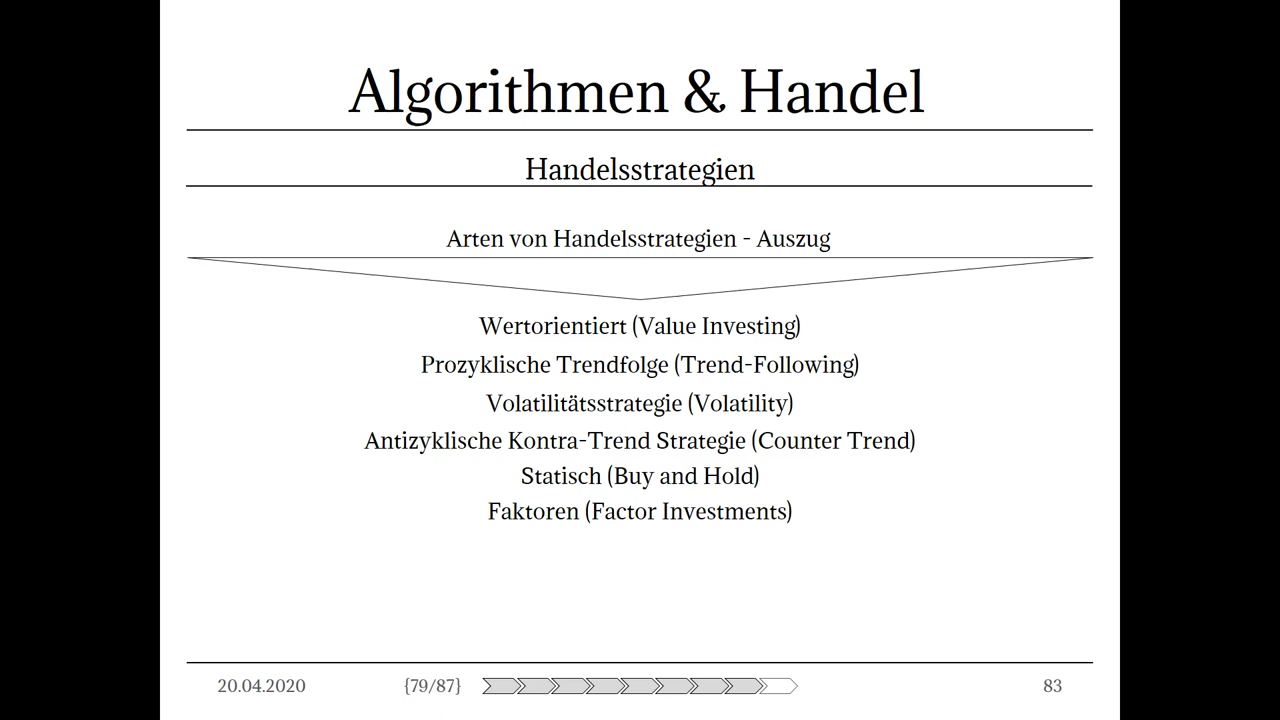 Algorithmen & Handel
Handelsstrategien
Arten von Handelsstrategien - Auszug
Wertorientiert (Value Investing)
Prozyklische Trendfolge (Trend-Following)
Volatilitätsstrategie (Volatility)
Antizyklische Kontra-Trend Strategie (Counter Trend)
Statisch (Buy and Hold)
Faktoren (Factor Investments)
20.04.2020 {79/87} 83